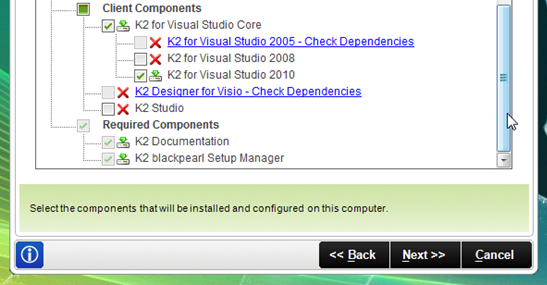 Client Components
K2 for Visual Studio Core
K2 for Visual Studio 2005 - Check Dependencies
K2 for Visual Studio 2008
K2 for Visual Studio 2010
K2 Designer for Visio - Check Dependencies
K2 Studio
Required Components
K2 Documentation
K2 blackpearl Setup Manager
Select the components that will be installed and configured on this computer.
<< Back Next >> Cancel